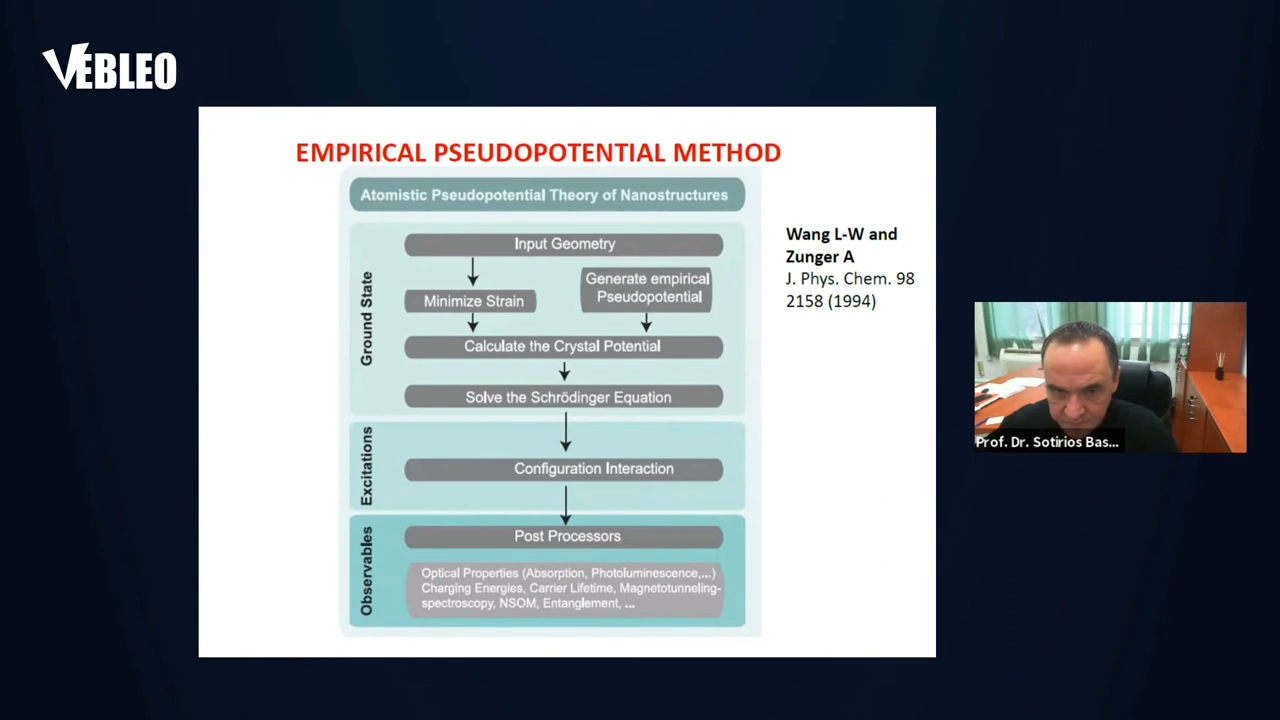 VEBLEO
EMPIRICAL PSEUDOPOTENTIAL METHOD
Atomistic Pseudopotential Theory of Nanostructures
Ground State
Input Geometry
Minimize Strain
Generate empirical
Pseudopotential
Calculate the Crystal Potential
Solve the Schrödinger Equation
Excitations
Configuration Interaction
Observables
Post Processors
Optical Properties (Absorption, Photoluminescence,...)
Charging Energies, Carrier Lifetime, Magnetotunneling-
spectroscopy, NSOM, Entanglement, ...
Wang L-W and
Zunger A
J. Phys. Chem. 98
2158 (1994)
Prof. Dr. Sotirios Bas...